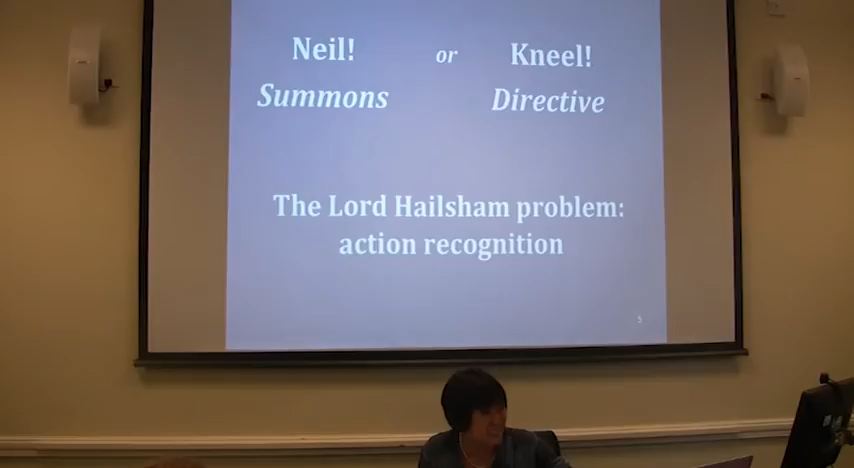 Neil! or Kneel!
Summons Directive
The Lord Hailsham problem:
action recognition
5